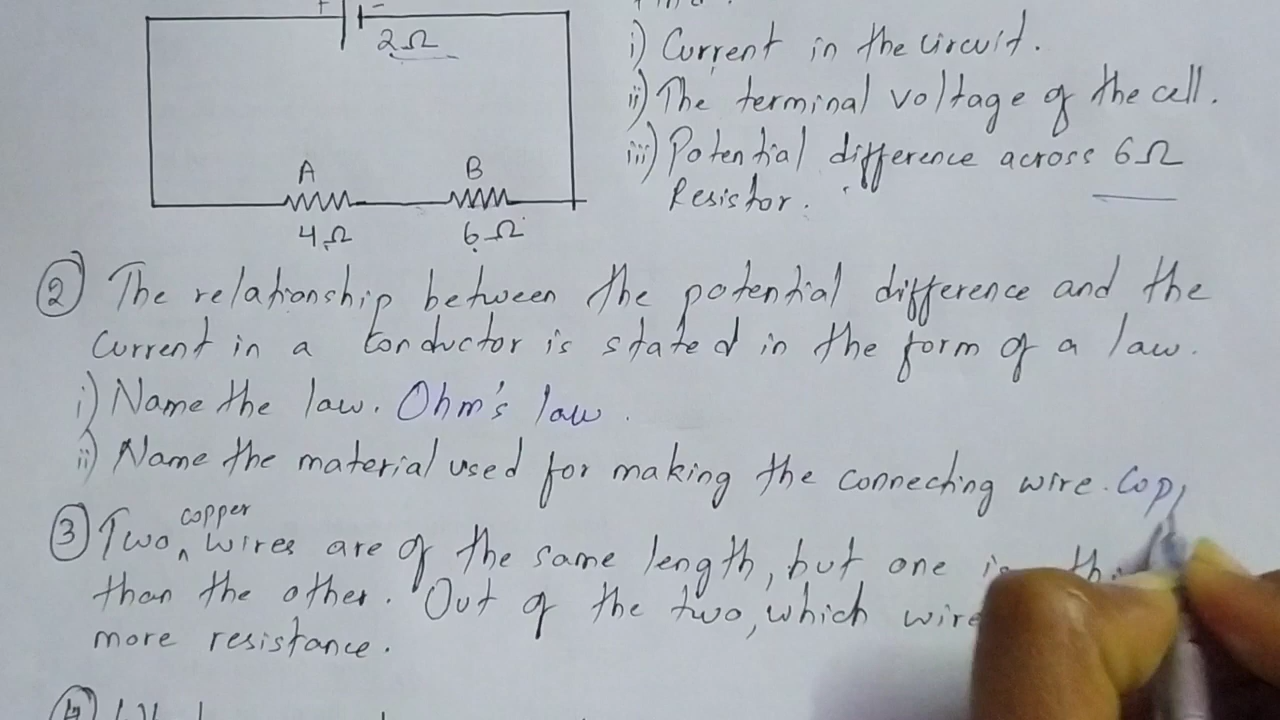 + -
2Ω
A B
4Ω 6Ω
i) Current in the circuit.
ii) The terminal voltage of the cell.
iii) Potential difference across 6Ω
Resistor.
② The relationship between the potential difference and the
current in a conductor is stated in the form of a law.
i) Name the law. Ohm's law.
ii) Name the material used for making the connecting wire. Cop
copper
③ Two ^ wires are of the same length, but one is
than the other. Out of the two, which wire
more resistance.
④